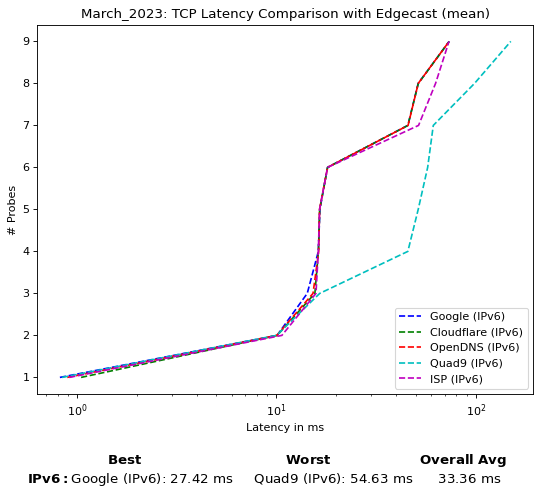 March_2023: TCP Latency Comparison with Edgecast (mean)
9
8
7
6
5
4
3
2
1
# Probes
10⁰ 10¹ 10²
Latency in ms
Google (IPv6)
Cloudflare (IPv6)
OpenDNS (IPv6)
Quad9 (IPv6)
ISP (IPv6)
Best Worst Overall Avg
IPv6: Google (IPv6): 27.42 ms Quad9 (IPv6): 54.63 ms 33.36 ms